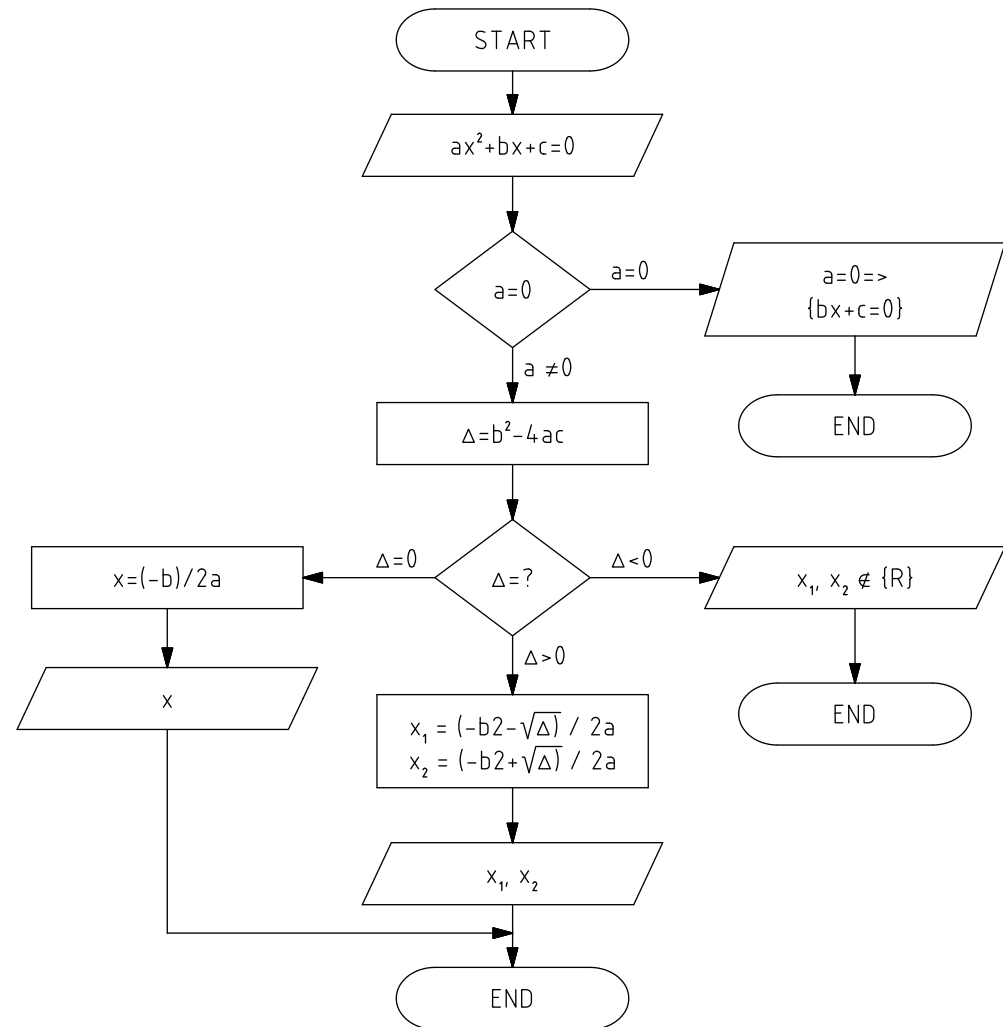 START
ax²+bx+c=0
a=0
a=0
a=0=>
{bx+c=0}
a ≠0
END
Δ=b²-4ac
x=(-b)/2a
Δ=0
Δ=?
Δ<0
x₁, x₂ ∉ {R}
Δ>0
x
x₁ = (-b2-√Δ) / 2a
x₂ = (-b2+√Δ) / 2a
END
x₁, x₂
END